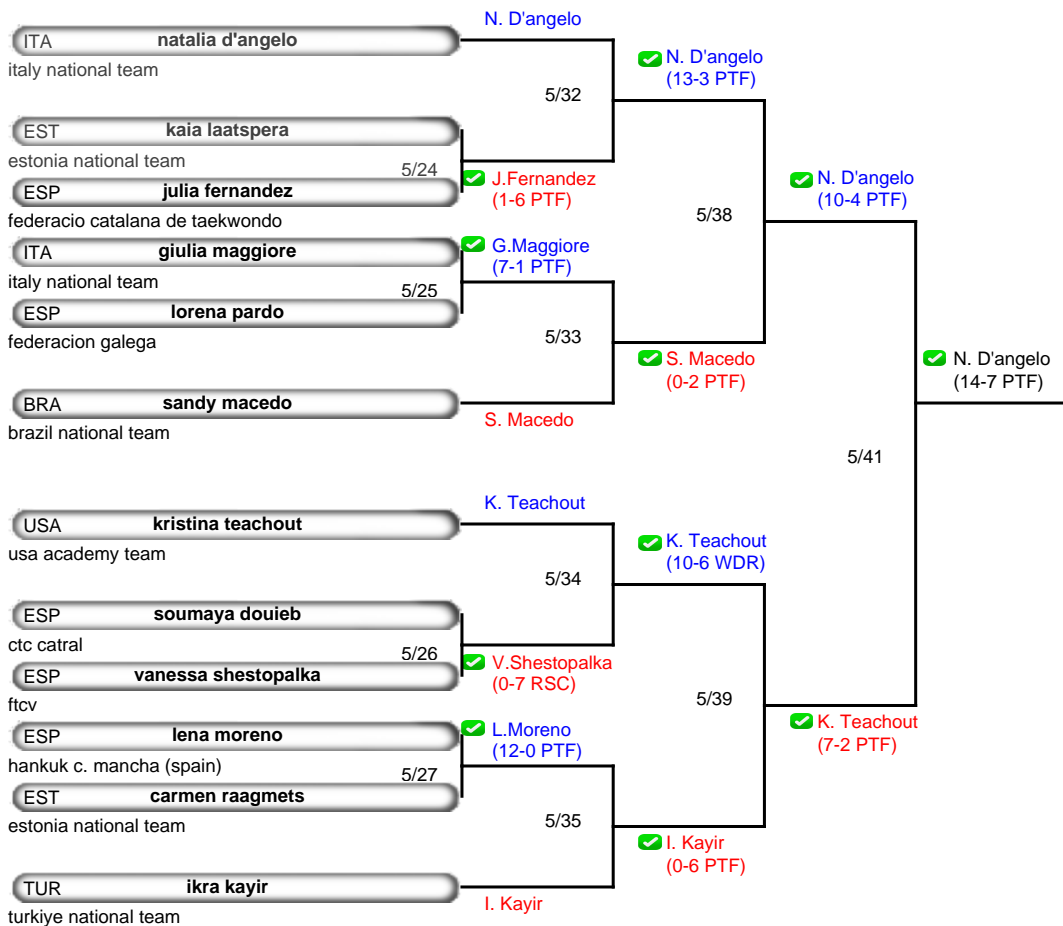 N. D'angelo
ITA natalia d'angelo
italy national team
N. D'angelo
(13-3 PTF)
5/32
EST kaia laatspera
estonia national team
5/24
J.Fernandez
(1-6 PTF)
ESP julia fernandez
federacio catalana de taekwondo
N. D'angelo
(10-4 PTF)
5/38
ITA giulia maggiore
italy national team
G.Maggiore
(7-1 PTF)
5/25
ESP lorena pardo
federacion galega
5/33
S. Macedo
(0-2 PTF)
N. D'angelo
(14-7 PTF)
BRA sandy macedo
brazil national team
S. Macedo
5/41
K. Teachout
USA kristina teachout
usa academy team
K. Teachout
(10-6 WDR)
5/34
ESP soumaya douieb
ctc catral
5/26
V.Shestopalka
(0-7 RSC)
ESP vanessa shestopalka
ftcv
5/39
K. Teachout
(7-2 PTF)
ESP lena moreno
hankuk c. mancha (spain)
L.Moreno
(12-0 PTF)
5/27
EST carmen raagmets
estonia national team
5/35
I. Kayir
(0-6 PTF)
TUR ikra kayir
turkiye national team
I. Kayir